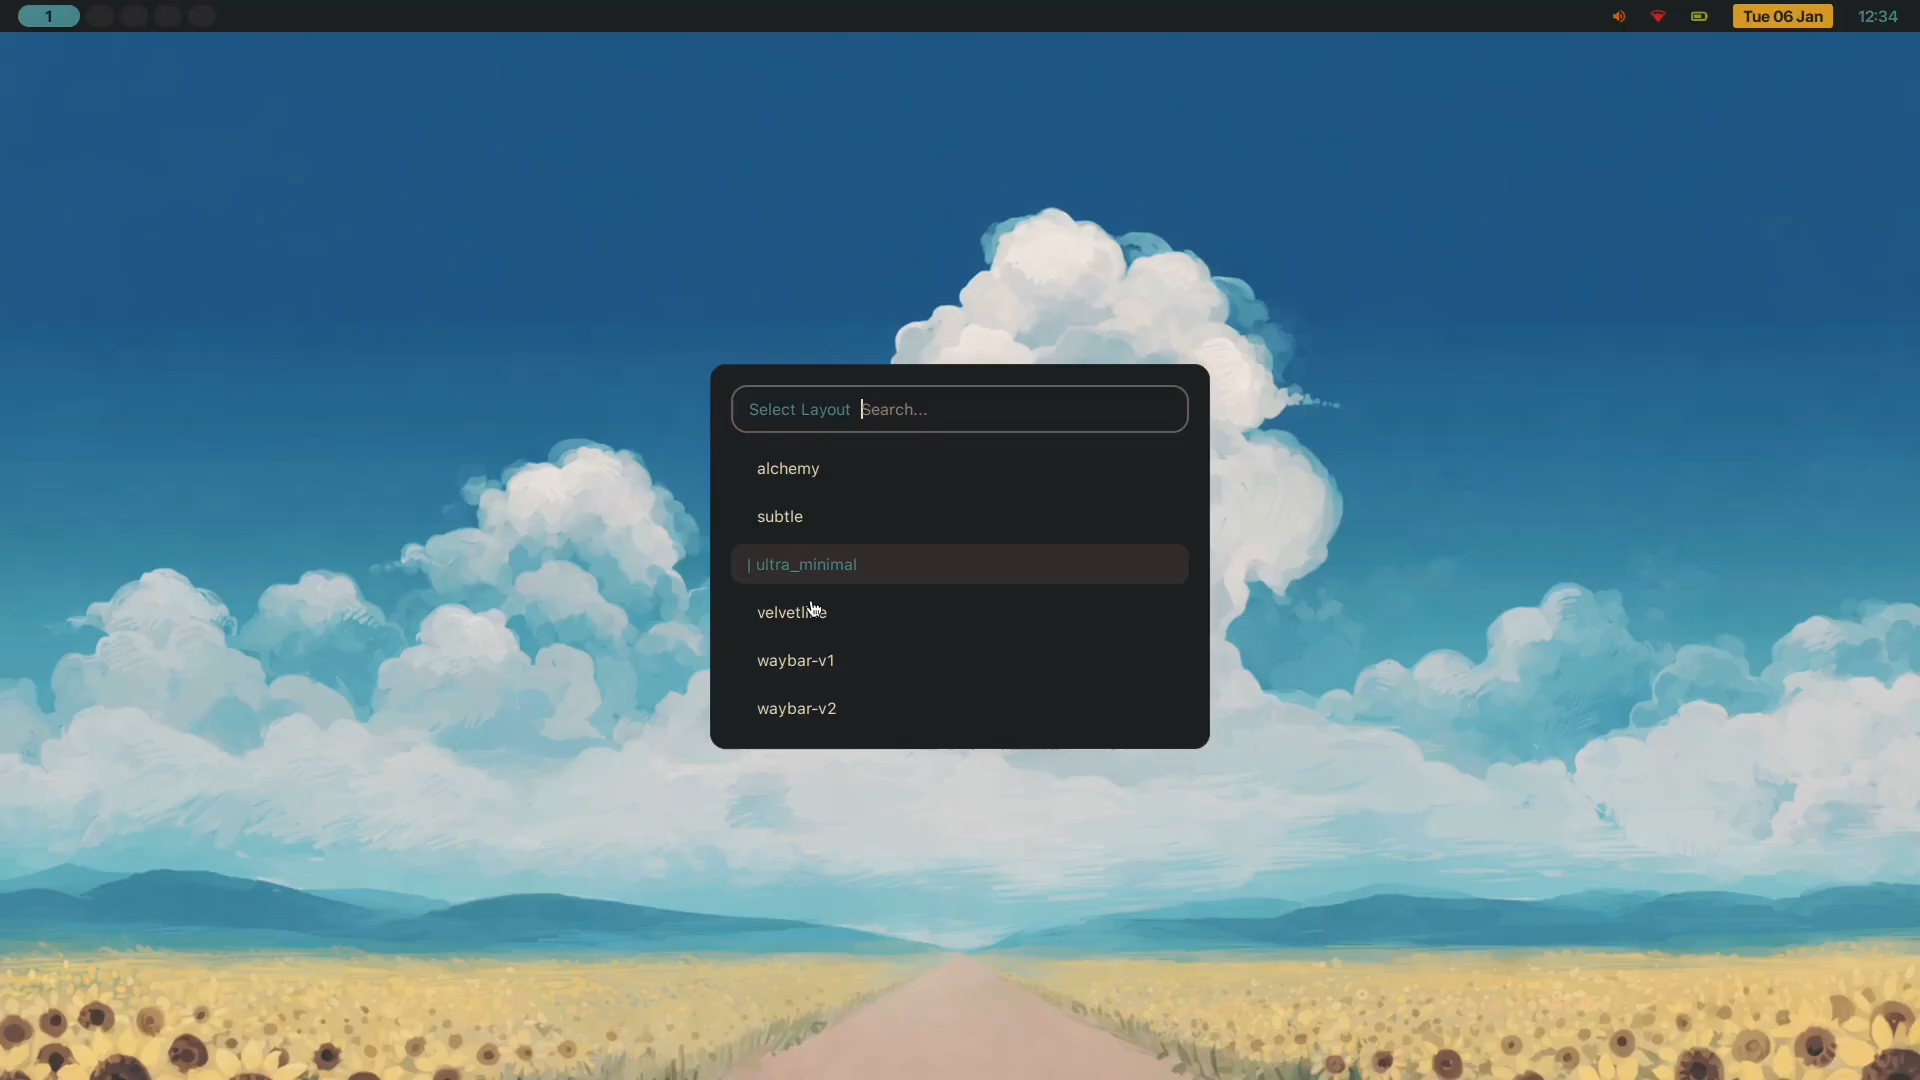 1
Tue 06 Jan
12:34
Select Layout Search...
alchemy
subtle
| ultra_minimal
waybar-v1
waybar-v2